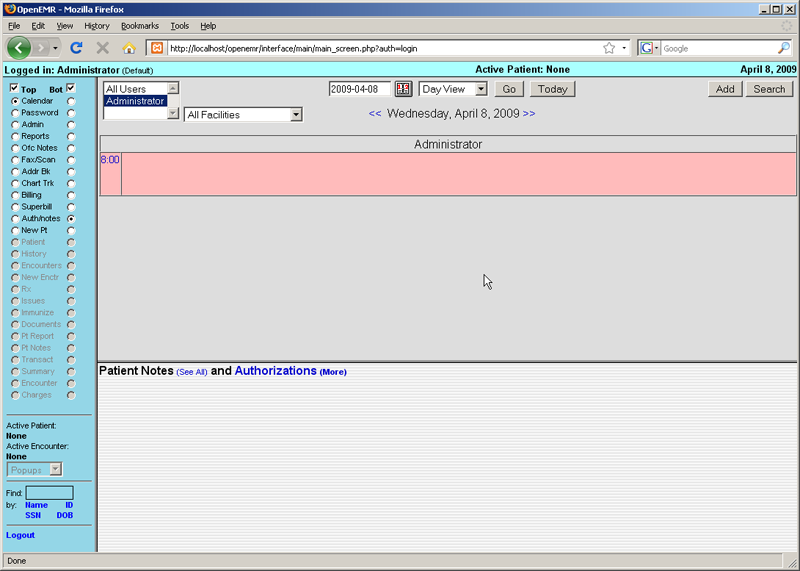 OpenEMR - Mozilla Firefox
File Edit View History Bookmarks Tools Help
http://localhost/openemr/interface/main/main_screen.php?auth=login
Google
Logged in: Administrator (Default) Active Patient: None April 8, 2009
Top Bot
Calendar
Password
Admin
Reports
Ofc Notes
Fax/Scan
Addr Bk
Chart Trk
Billing
Superbill
Auth/notes
New Pt
Patient
History
Encounters
New Enctr
Rx
Issues
Immunize
Documents
Pt Report
Pt Notes
Transact
Summary
Encounter
Charges
Active Patient:
None
Active Encounter:
None
Popups
Find:
by: Name ID
SSN DOB
Logout
All Users
Administrator
All Facilities
2009-04-08 Day View Go Today Add Search
<< Wednesday, April 8, 2009 >>
Administrator
8:00
Patient Notes (See All) and Authorizations (More)
Done